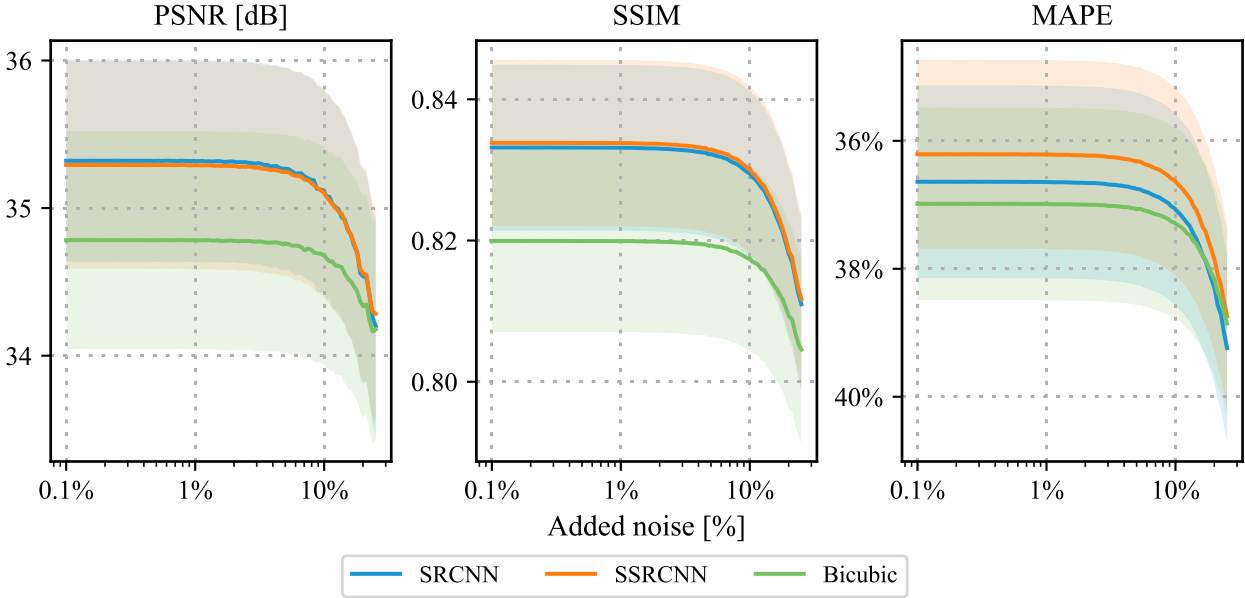 PSNR [dB]
SSIM
MAPE
36
35
34
0.84
0.82
0.80
36%
38%
40%
0.1%
1%
10%
0.1%
1%
10%
0.1%
1%
10%
Added noise [%]
SRCNN
SSRCNN
Bicubic